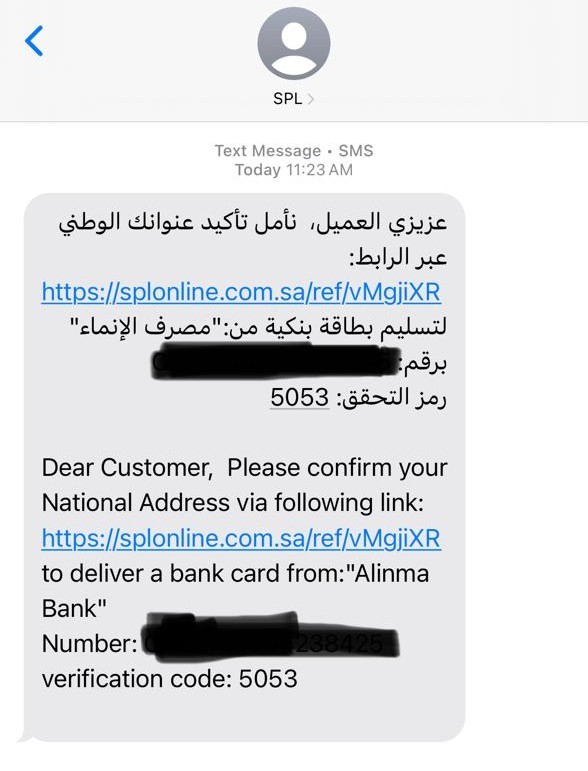 SPL
Text Message • SMS
Today 11:23 AM
عزيزي العميل، نأمل تأكيد عنوانك الوطني
عبر الرابط:
https://splonline.com.sa/ref/vMgjiXR
لتسليم بطاقة بنكية من:"مصرف الإنماء"
برقم:
رمز التحقق: 5053
Dear Customer, Please confirm your
National Address via following link:
https://splonline.com.sa/ref/vMgjiXR
to deliver a bank card from:"Alinma
Bank"
Number:
verification code: 5053